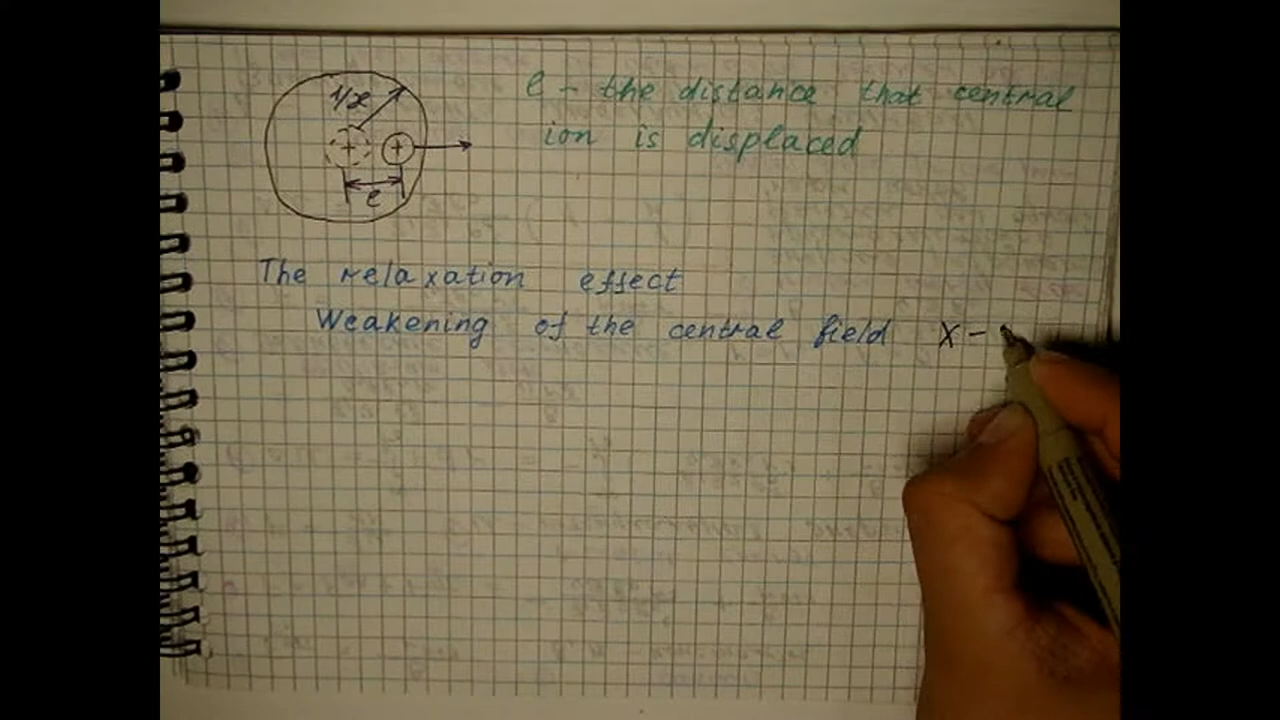 1/æ
+ +
e
e - the distance that central
ion is displaced
The relaxation effect
Weakening of the central field X -